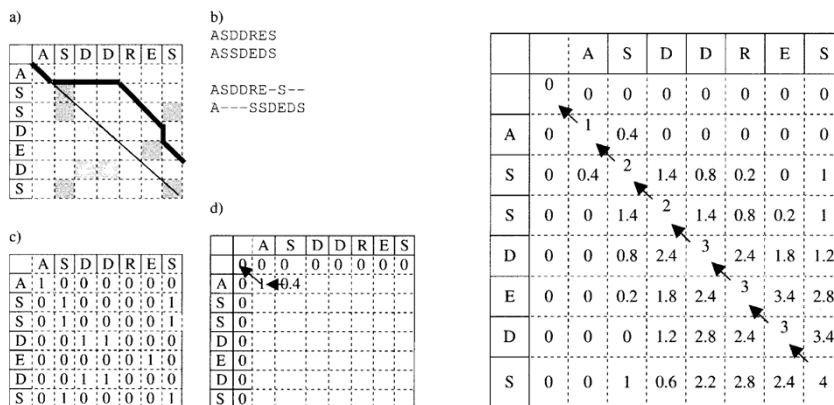 a)
A S D D R E S
A
S
S
D
E
D
S
b)
ASDDRES
ASSDEDS
ASDDRE-S--
A---SSDEDS
c)
A S D D R E S
A 1 0 0 0 0 0 0
S 0 1 0 0 0 0 1
S 0 1 0 0 0 0 1
D 0 0 1 1 0 0 0
E 0 0 0 0 0 1 0
D 0 0 1 1 0 0 0
S 0 1 0 0 0 0 1
d)
A S D D R E S
0 0 0 0 0 0 0 0
A 0 1 0.4
S 0
S 0
D 0
E 0
D 0
S 0
A S D D R E S
0 0 0 0 0 0 0 0
A 0 1 0.4 0 0 0 0 0
S 0 0.4 2 1.4 0.8 0.2 0 1
S 0 0 1.4 2 1.4 0.8 0.2 1
D 0 0 0.8 2.4 3 2.4 1.8 1.2
E 0 0 0.2 1.8 2.4 3 3.4 2.8
D 0 0 0 1.2 2.8 2.4 3 3.4
S 0 0 1 0.6 2.2 2.8 2.4 4